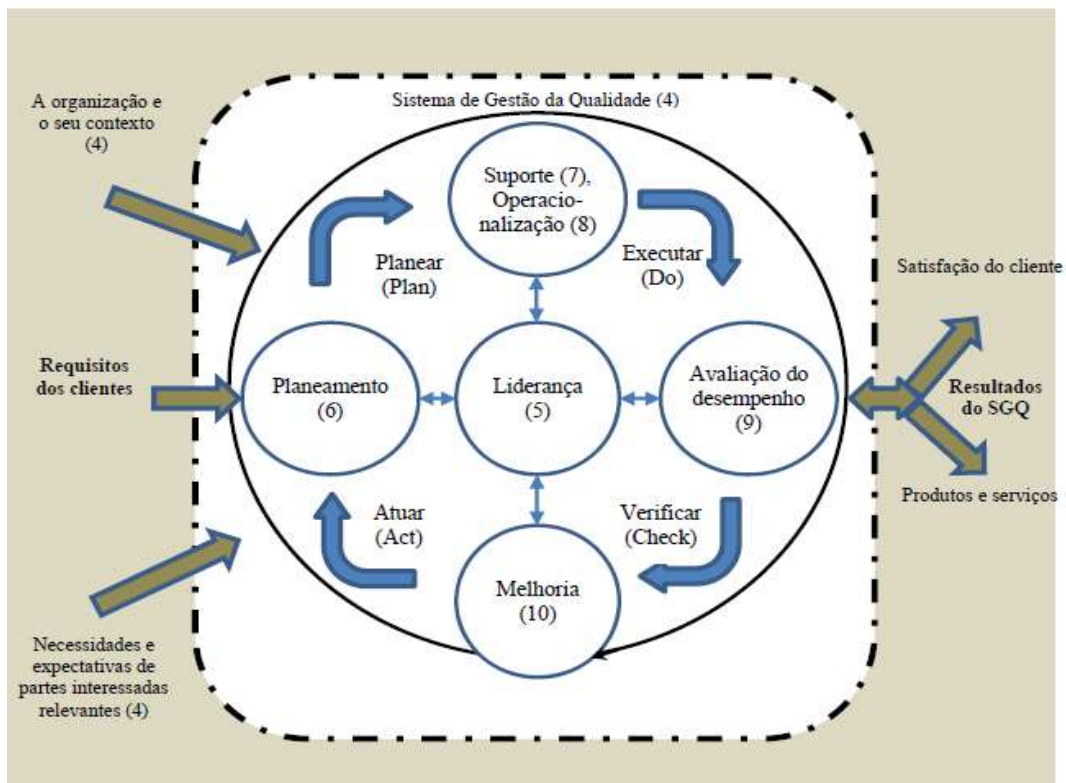 Sistema de Gestão da Qualidade (4)
A organização e
o seu contexto
(4)
Suporte (7),
Operacio-
nalização (8)
Planear
(Plan)
Executar
(Do)
Satisfação do cliente
Requisitos
dos clientes
Planeamento
(6)
Liderança
(5)
Avaliação do
desempenho
(9)
Resultados
do SGQ
Produtos e serviços
Atuar
(Act)
Verificar
(Check)
Melhoria
(10)
Necessidades e
expectativas de
partes interessadas
relevantes (4)